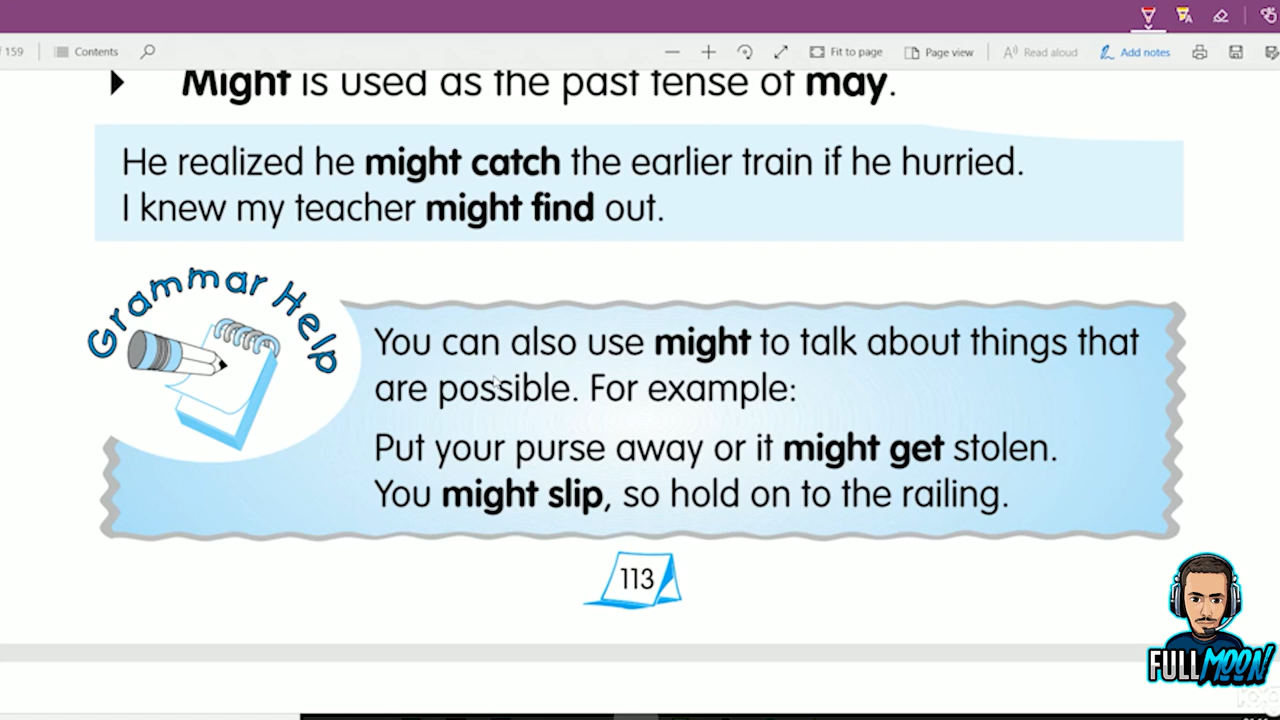 159
Contents
Fit to page
Page view
Read aloud
Add notes
Might is used as the past tense of may.
He realized he might catch the earlier train if he hurried.
I knew my teacher might find out.
Grammar Help
You can also use might to talk about things that
are possible. For example:
Put your purse away or it might get stolen.
You might slip, so hold on to the railing.
113
FULLMOON